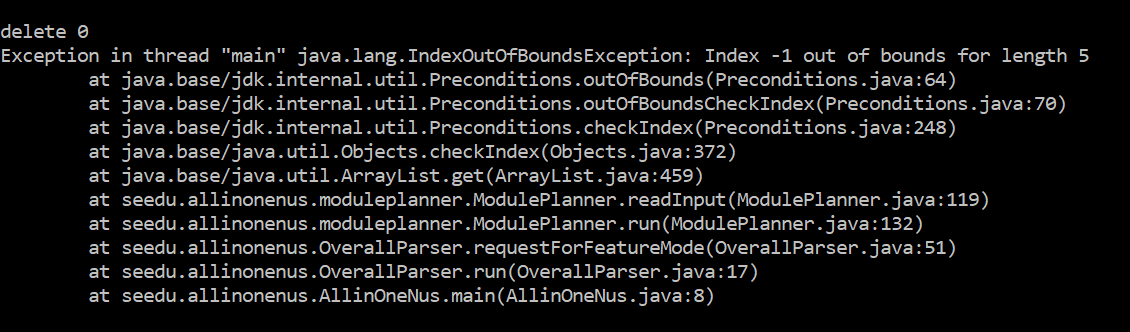 delete 0
Exception in thread "main" java.lang.IndexOutOfBoundsException: Index -1 out of bounds for length 5
        at java.base/jdk.internal.util.Preconditions.outOfBounds(Preconditions.java:64)
        at java.base/jdk.internal.util.Preconditions.outOfBoundsCheckIndex(Preconditions.java:70)
        at java.base/jdk.internal.util.Preconditions.checkIndex(Preconditions.java:248)
        at java.base/java.util.Objects.checkIndex(Objects.java:372)
        at java.base/java.util.ArrayList.get(ArrayList.java:459)
        at seedu.allinonenus.moduleplanner.ModulePlanner.readInput(ModulePlanner.java:119)
        at seedu.allinonenus.moduleplanner.ModulePlanner.run(ModulePlanner.java:132)
        at seedu.allinonenus.OverallParser.requestForFeatureMode(OverallParser.java:51)
        at seedu.allinonenus.OverallParser.run(OverallParser.java:17)
        at seedu.allinonenus.AllinOneNus.main(AllinOneNus.java:8)